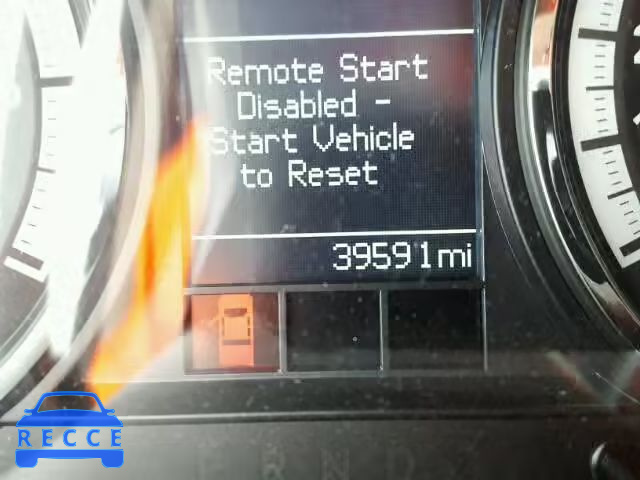 Remote Start
Disabled -
Start Vehicle
to Reset
39591mi
RECCE
R N D